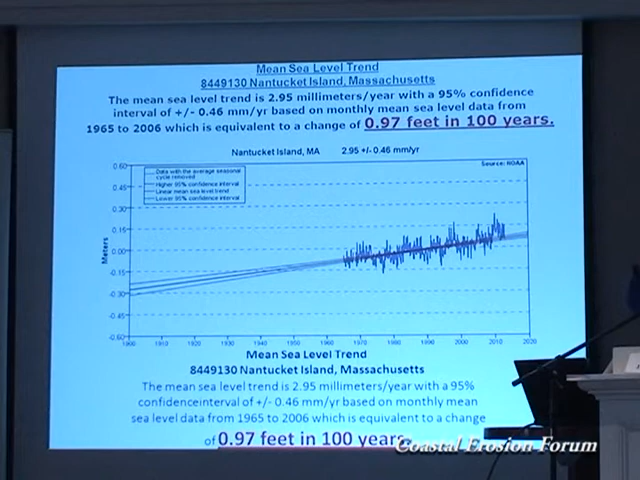 Mean Sea Level Trend
8449130 Nantucket Island, Massachusetts
The mean sea level trend is 2.95 millimeters/year with a 95% confidence
interval of +/- 0.46 mm/yr based on monthly mean sea level data from
1965 to 2006 which is equivalent to a change of 0.97 feet in 100 years.
Nantucket Island, MA 2.95 +/- 0.46 mm/yr
Source: NOAA
Data with the average seasonal
cycle removed
Higher 95% confidence interval
Linear mean sea level trend
Lower 95% confidence interval
Meters
0.60
0.45
0.30
0.15
0.00
-0.15
-0.30
-0.45
-0.60
1900 1910 1920 1930 1940 1950 1960 1970 1980 1990 2000 2010 2020
Mean Sea Level Trend
8449130 Nantucket Island, Massachusetts
The mean sea level trend is 2.95 millimeters/year with a 95%
confidenceinterval of +/- 0.46 mm/yr based on monthly mean
sea level data from 1965 to 2006 which is equivalent to a change
of 0.97 feet in 100 years.
Coastal Erosion Forum